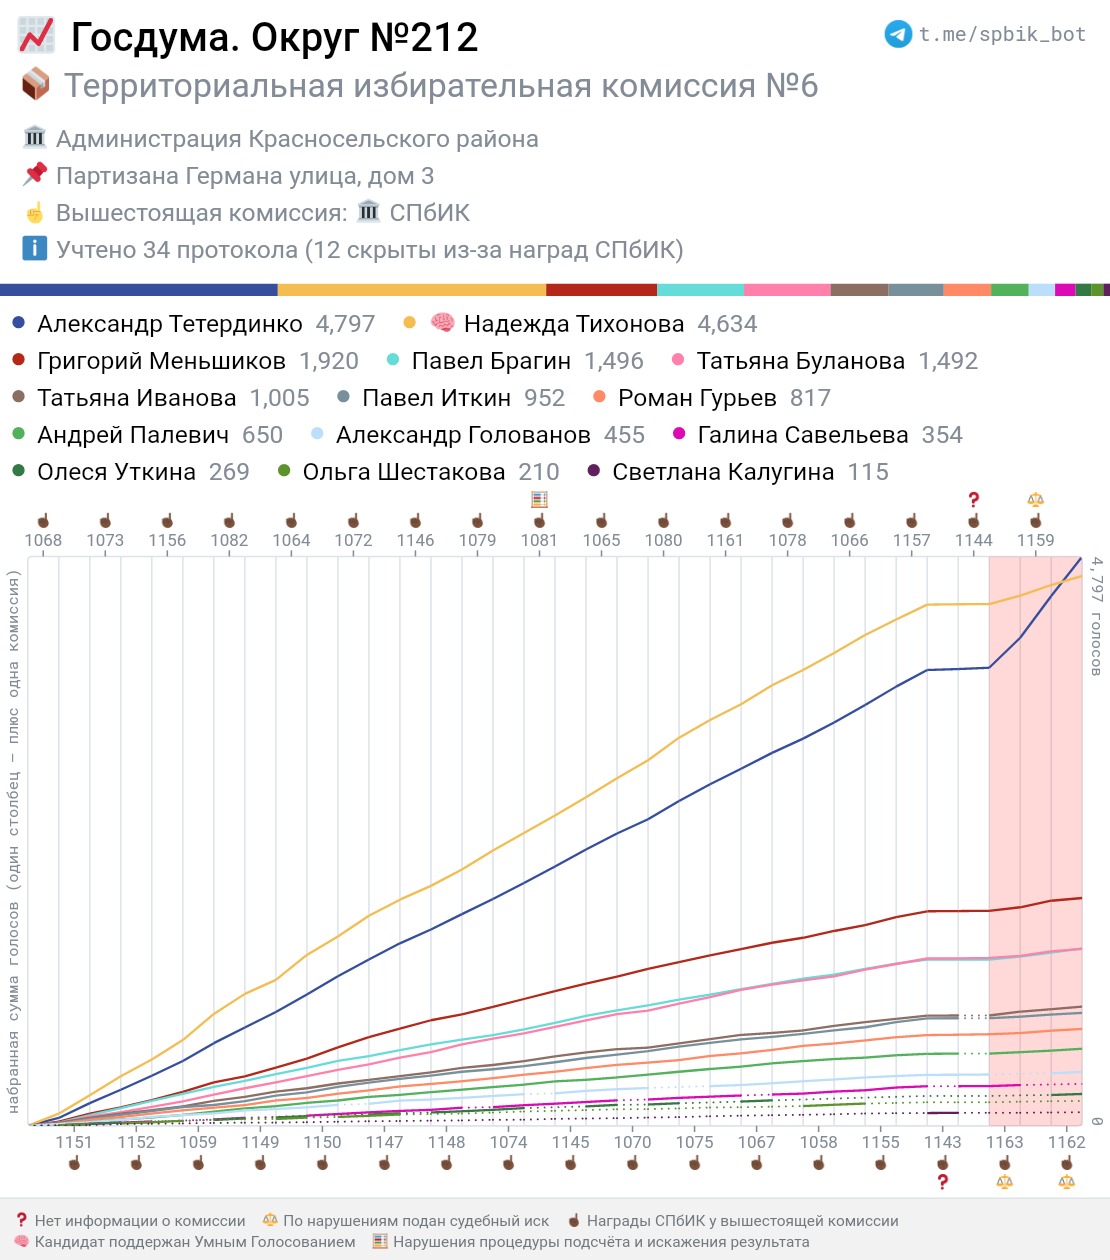 Госдума. Округ №212
t.me/spbik_bot
Территориальная избирательная комиссия №6
Администрация Красносельского района
Партизана Германа улица, дом 3
Вышестоящая комиссия: СПбИК
Учтено 34 протокола (12 скрыты из-за наград СПбИК)
Александр Тетердинко 4,797 Надежда Тихонова 4,634
Григорий Меньшиков 1,920 Павел Брагин 1,496 Татьяна Буланова 1,492
Татьяна Иванова 1,005 Павел Иткин 952 Роман Гурьев 817
Андрей Палевич 650 Александр Голованов 455 Галина Савельева 354
Олеся Уткина 269 Ольга Шестакова 210 Светлана Калугина 115
1068 1073 1156 1082 1064 1072 1146 1079 1081 1065 1080 1161 1078 1066 1157 1144 1159
набранная сумма голосов (один столбец — плюс одна комиссия)
4,797 голосов
0
1151 1152 1059 1149 1150 1147 1148 1074 1145 1070 1075 1067 1058 1155 1143 1163 1162
Нет информации о комиссии По нарушениям подан судебный иск Награды СПбИК у вышестоящей комиссии
Кандидат поддержан Умным Голосованием Нарушения процедуры подсчёта и искажения результата